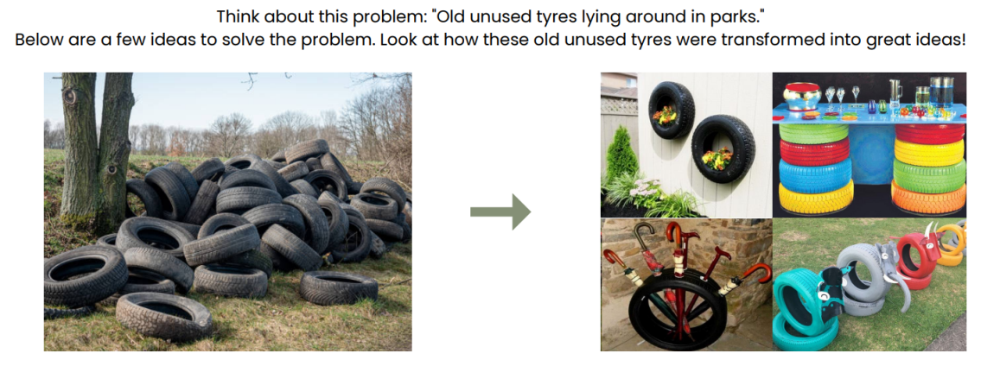 Think about this problem: "Old unused tyres lying around in parks."
Below are a few ideas to solve the problem. Look at how these old unused tyres were transformed into great ideas!